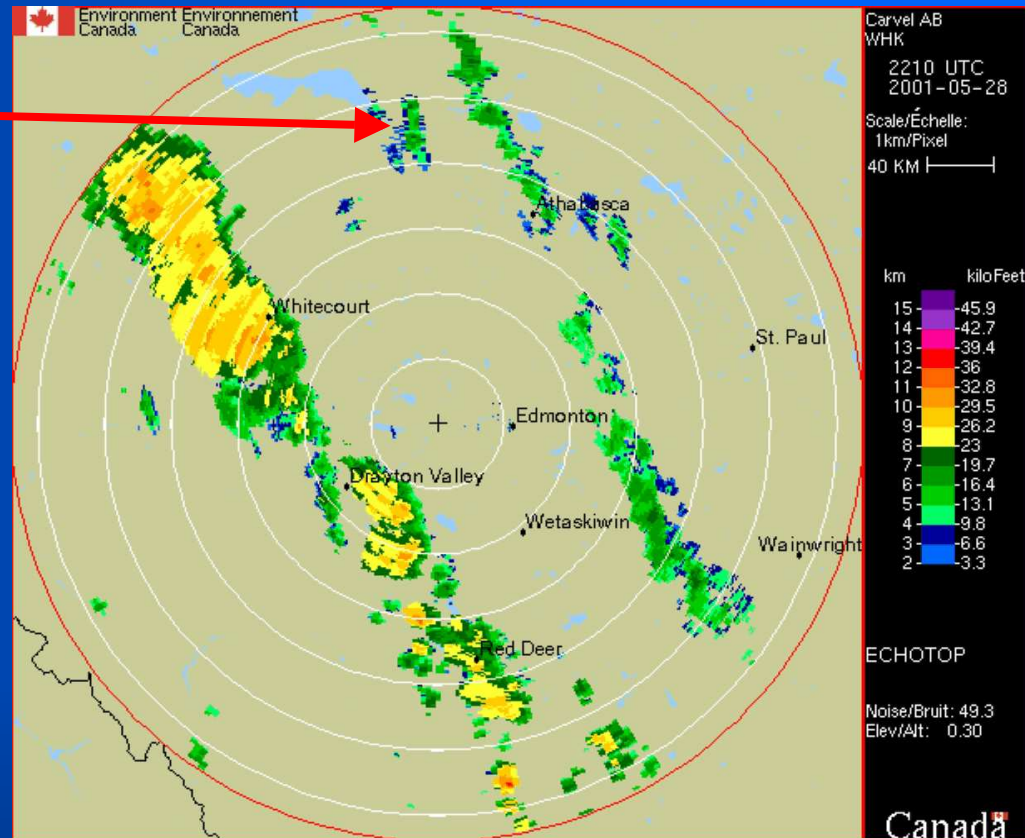 Environment Environnement
Canada Canada
Carvel AB
WHK
2210 UTC
2001-05-28
Scale/Échelle:
1km/Pixel
40 KM
Athabasca
Whitecourt
St. Paul
Edmonton
Drayton Valley
Wetaskiwin
Wainwright
Red Deer
km kiloFeet
15 45.9
14 42.7
13 39.4
12 36
11 32.8
10 29.5
9 26.2
8 23
7 19.7
6 16.4
5 13.1
4 9.8
3 6.6
2 3.3
ECHOTOP
Noise/Bruit: 49.3
Elev/Alt: 0.30
Canada